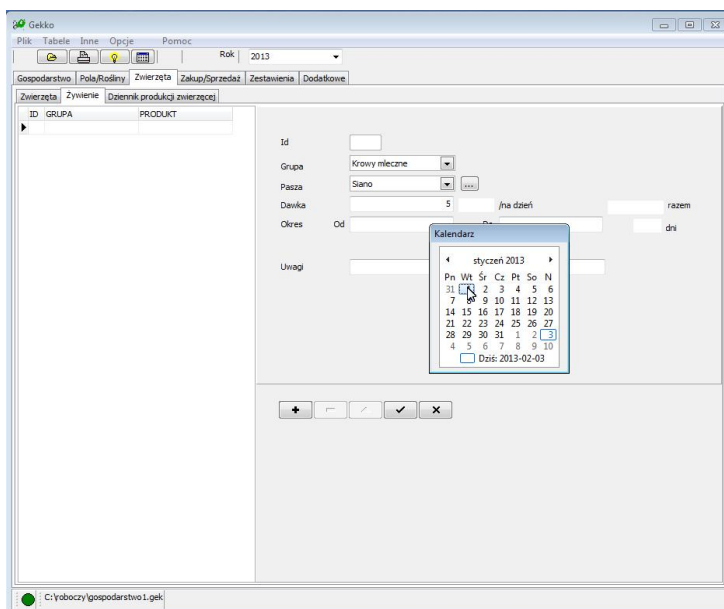 Gekko
Plik Tabele Inne Opcje Pomoc
Rok 2013
Gospodarstwo Pola/Rośliny Zwierzęta Zakup/Sprzedaż Zestawienia Dodatkowe
Zwierzęta Żywienie Dziennik produkcji zwierzęcej
ID GRUPA PRODUKT
Id
Grupa Krowy mleczne
Pasza Siano ...
Dawka 5 /na dzień razem
Okres Od dni
Uwagi
Kalendarz
styczeń 2013
Pn Wt Śr Cz Pt So N
31 1 2 3 4 5 6
7 8 9 10 11 12 13
14 15 16 17 18 19 20
21 22 23 24 25 26 27
28 29 30 31 1 2 3
4 5 6 7 8 9 10
Dziś: 2013-02-03
C:\roboczy\gospodarstwo1.gek